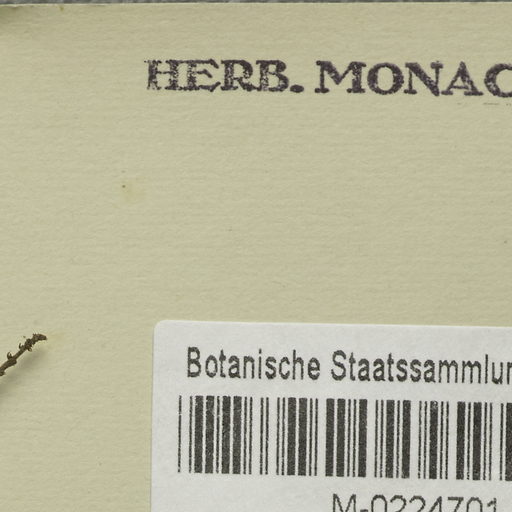 HERB. MONAC
Botanische Staatssammlun
M-0224701